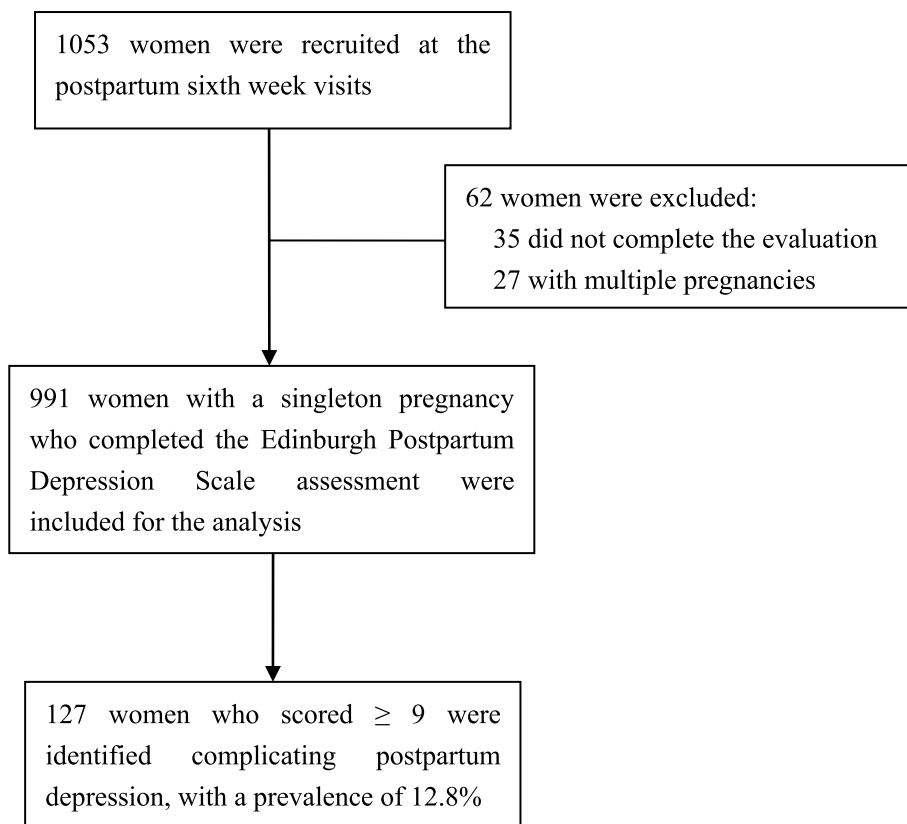 1053 women were recruited at the
postpartum sixth week visits
62 women were excluded:
35 did not complete the evaluation
27 with multiple pregnancies
991 women with a singleton pregnancy
who completed the Edinburgh Postpartum
Depression Scale assessment were
included for the analysis
127 women who scored ≥ 9 were
identified complicating postpartum
depression, with a prevalence of 12.8%